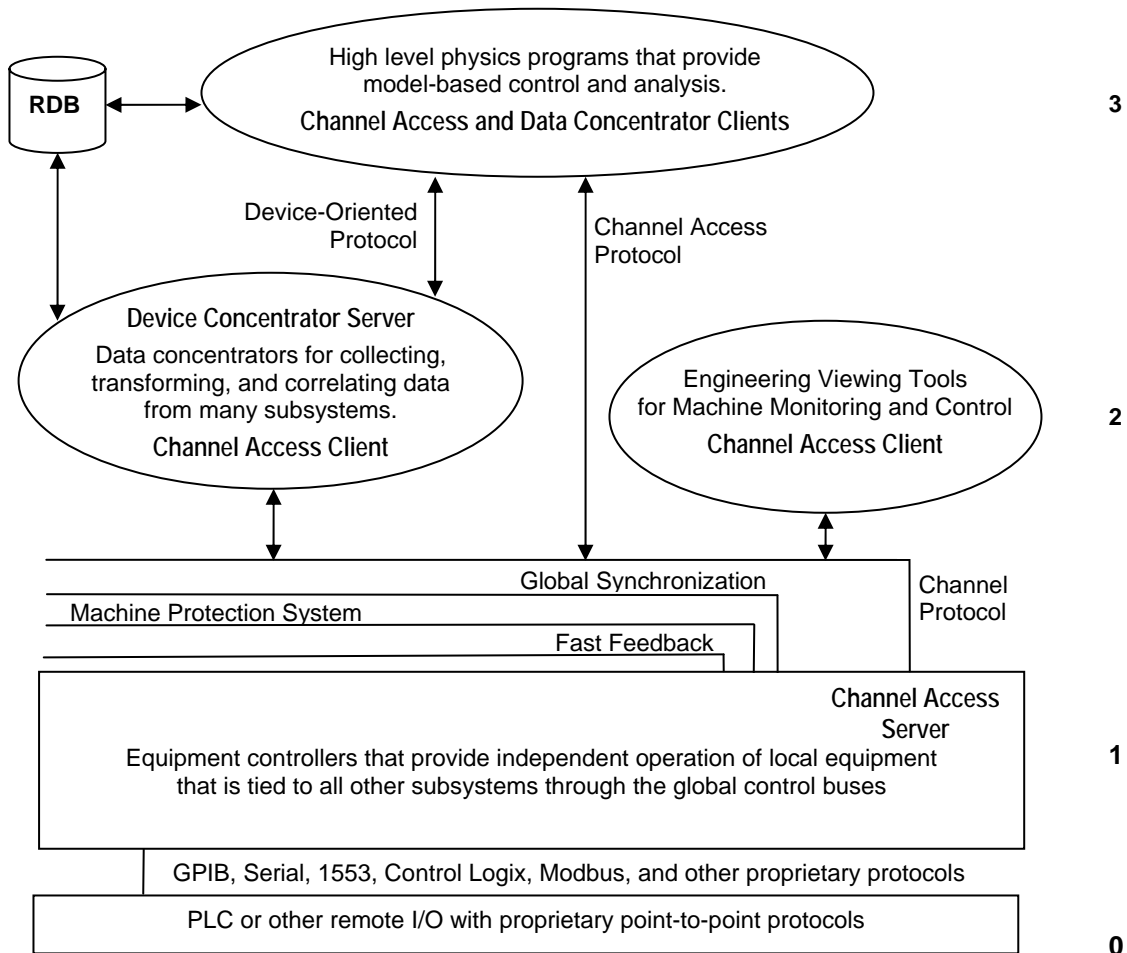 High level physics programs that provide
model-based control and analysis.
Channel Access and Data Concentrator Clients
RDB
3
Device-Oriented
Protocol
Channel Access
Protocol
Device Concentrator Server
Data concentrators for collecting,
transforming, and correlating data
from many subsystems.
Channel Access Client
Engineering Viewing Tools
for Machine Monitoring and Control
Channel Access Client
2
Global Synchronization
Machine Protection System
Fast Feedback
Channel
Protocol
Channel Access
Server
Equipment controllers that provide independent operation of local equipment
that is tied to all other subsystems through the global control buses
1
GPIB, Serial, 1553, Control Logix, Modbus, and other proprietary protocols
PLC or other remote I/O with proprietary point-to-point protocols
0